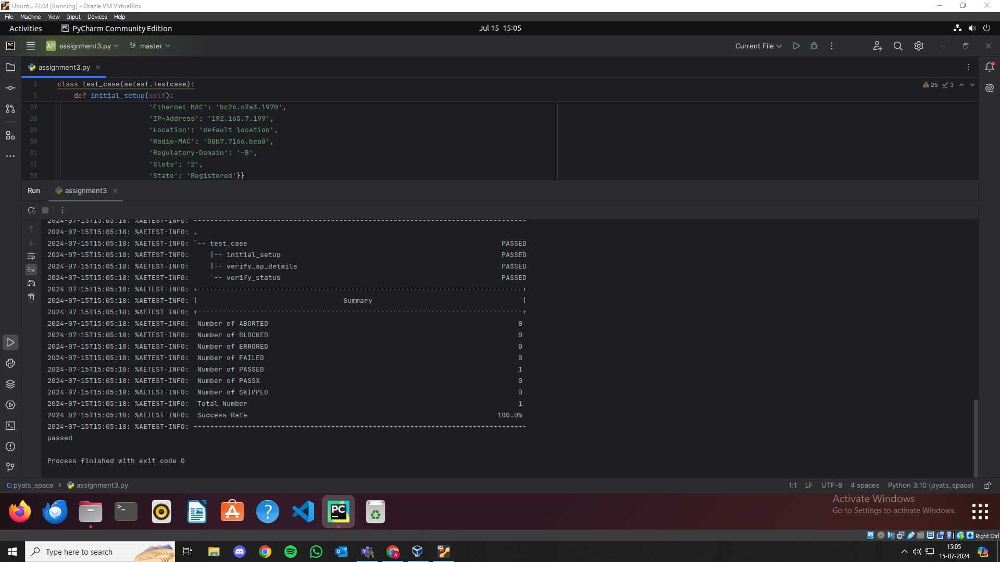 Ubuntu 22.04 [Running] - Oracle VM VirtualBox
File Machine View Input Devices Help
Activities PyCharm Community Edition Jul 15 15:05
PC AP assignment3.py master Current File
assignment3.py
3 class test_case(aetest.Testcase): 25 3
5 def initial_setup(self):
27 'Ethernet-MAC': 'bc26.c7a3.1970',
28 'IP-Address': '192.165.7.199',
29 'Location': 'default location',
30 'Radio-MAC': '00b7.7166.bea0',
31 'Regulatory-Domain': '-B',
32 'Slots': '2',
33 'State': 'Registered'}}
Run assignment3
2024-07-15T15:05:18: %AETEST-INFO: --------------------------------------------------------------------------------
2024-07-15T15:05:18: %AETEST-INFO: .
2024-07-15T15:05:18: %AETEST-INFO: `-- test_case PASSED
2024-07-15T15:05:18: %AETEST-INFO: |-- initial_setup PASSED
2024-07-15T15:05:18: %AETEST-INFO: |-- verify_ap_details PASSED
2024-07-15T15:05:18: %AETEST-INFO: `-- verify_status PASSED
2024-07-15T15:05:18: %AETEST-INFO: +------------------------------------------------------------------------------+
2024-07-15T15:05:18: %AETEST-INFO: | Summary |
2024-07-15T15:05:18: %AETEST-INFO: +------------------------------------------------------------------------------+
2024-07-15T15:05:18: %AETEST-INFO: Number of ABORTED 0
2024-07-15T15:05:18: %AETEST-INFO: Number of BLOCKED 0
2024-07-15T15:05:18: %AETEST-INFO: Number of ERRORED 0
2024-07-15T15:05:18: %AETEST-INFO: Number of FAILED 0
2024-07-15T15:05:18: %AETEST-INFO: Number of PASSED 1
2024-07-15T15:05:18: %AETEST-INFO: Number of PASSX 0
2024-07-15T15:05:18: %AETEST-INFO: Number of SKIPPED 0
2024-07-15T15:05:18: %AETEST-INFO: Total Number 1
2024-07-15T15:05:18: %AETEST-INFO: Success Rate 100.0%
2024-07-15T15:05:18: %AETEST-INFO: --------------------------------------------------------------------------------
passed
Process finished with exit code 0
pyats_space > assignment3.py 1:1 LF UTF-8 4 spaces Python 3.10 (pyats_space)
PC
Activate Windows
Go to Settings to activate Windows.
Right Ctrl
Type here to search
15:05
15-07-2024